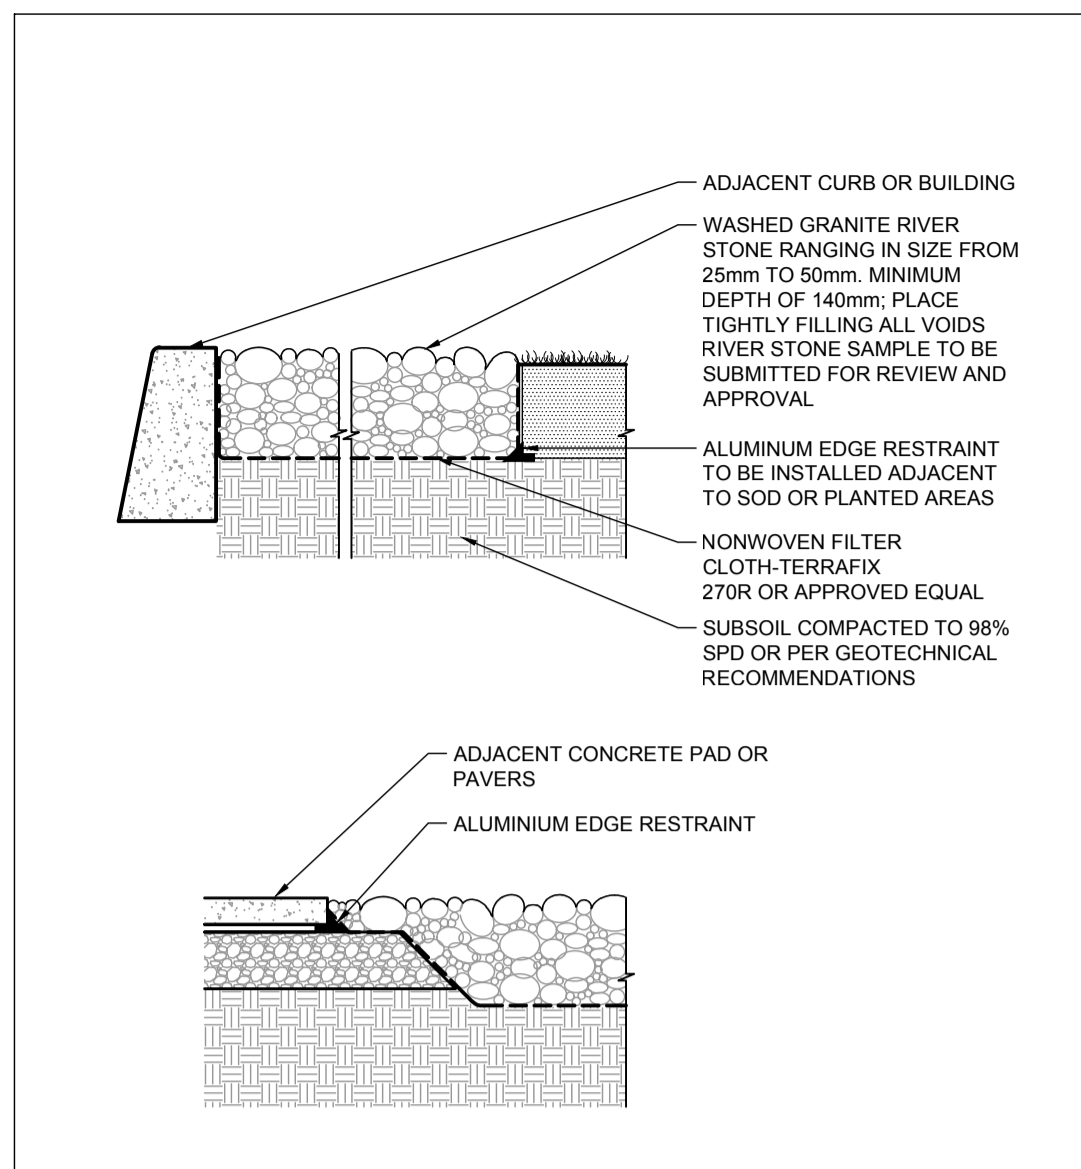 ADJACENT CURB OR BUILDING
WASHED GRANITE RIVER
STONE RANGING IN SIZE FROM
25mm TO 50mm. MINIMUM
DEPTH OF 140mm; PLACE
TIGHTLY FILLING ALL VOIDS
RIVER STONE SAMPLE TO BE
SUBMITTED FOR REVIEW AND
APPROVAL
ALUMINUM EDGE RESTRAINT
TO BE INSTALLED ADJACENT
TO SOD OR PLANTED AREAS
NONWOVEN FILTER
CLOTH-TERRAFIX
270R OR APPROVED EQUAL
SUBSOIL COMPACTED TO 98%
SPD OR PER GEOTECHNICAL
RECOMMENDATIONS
ADJACENT CONCRETE PAD OR
PAVERS
ALUMINIUM EDGE RESTRAINT